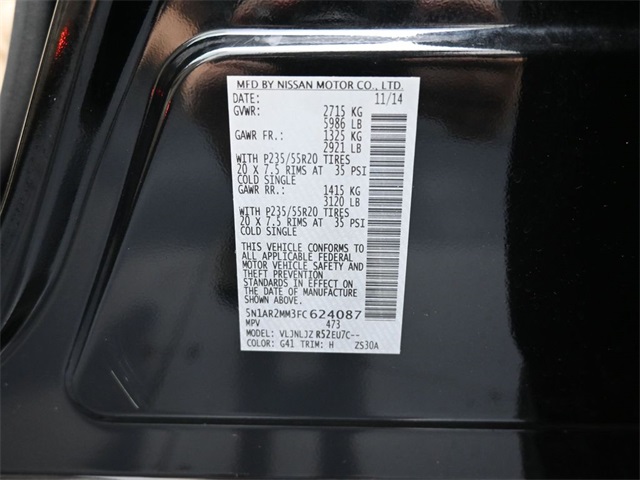 MFD BY NISSAN MOTOR CO., LTD.
DATE: 11/14
GVWR: 2715 KG
5986 LB
GAWR FR.: 1325 KG
2921 LB
WITH P235/55R20 TIRES
20 X 7.5 RIMS AT 35 PSI
COLD SINGLE
GAWR RR.: 1415 KG
3120 LB
WITH P235/55R20 TIRES
20 X 7.5 RIMS AT 35 PSI
COLD SINGLE
THIS VEHICLE CONFORMS TO
ALL APPLICABLE FEDERAL
MOTOR VEHICLE SAFETY AND
THEFT PREVENTION
STANDARDS IN EFFECT ON THE
DATE OF MANUFACTURE
SHOWN ABOVE.
5N1AR2MM3FC624087
MPV 473
MODEL: VLJNLJZ R52EU7C--
COLOR: G41 TRIM: H ZS30A